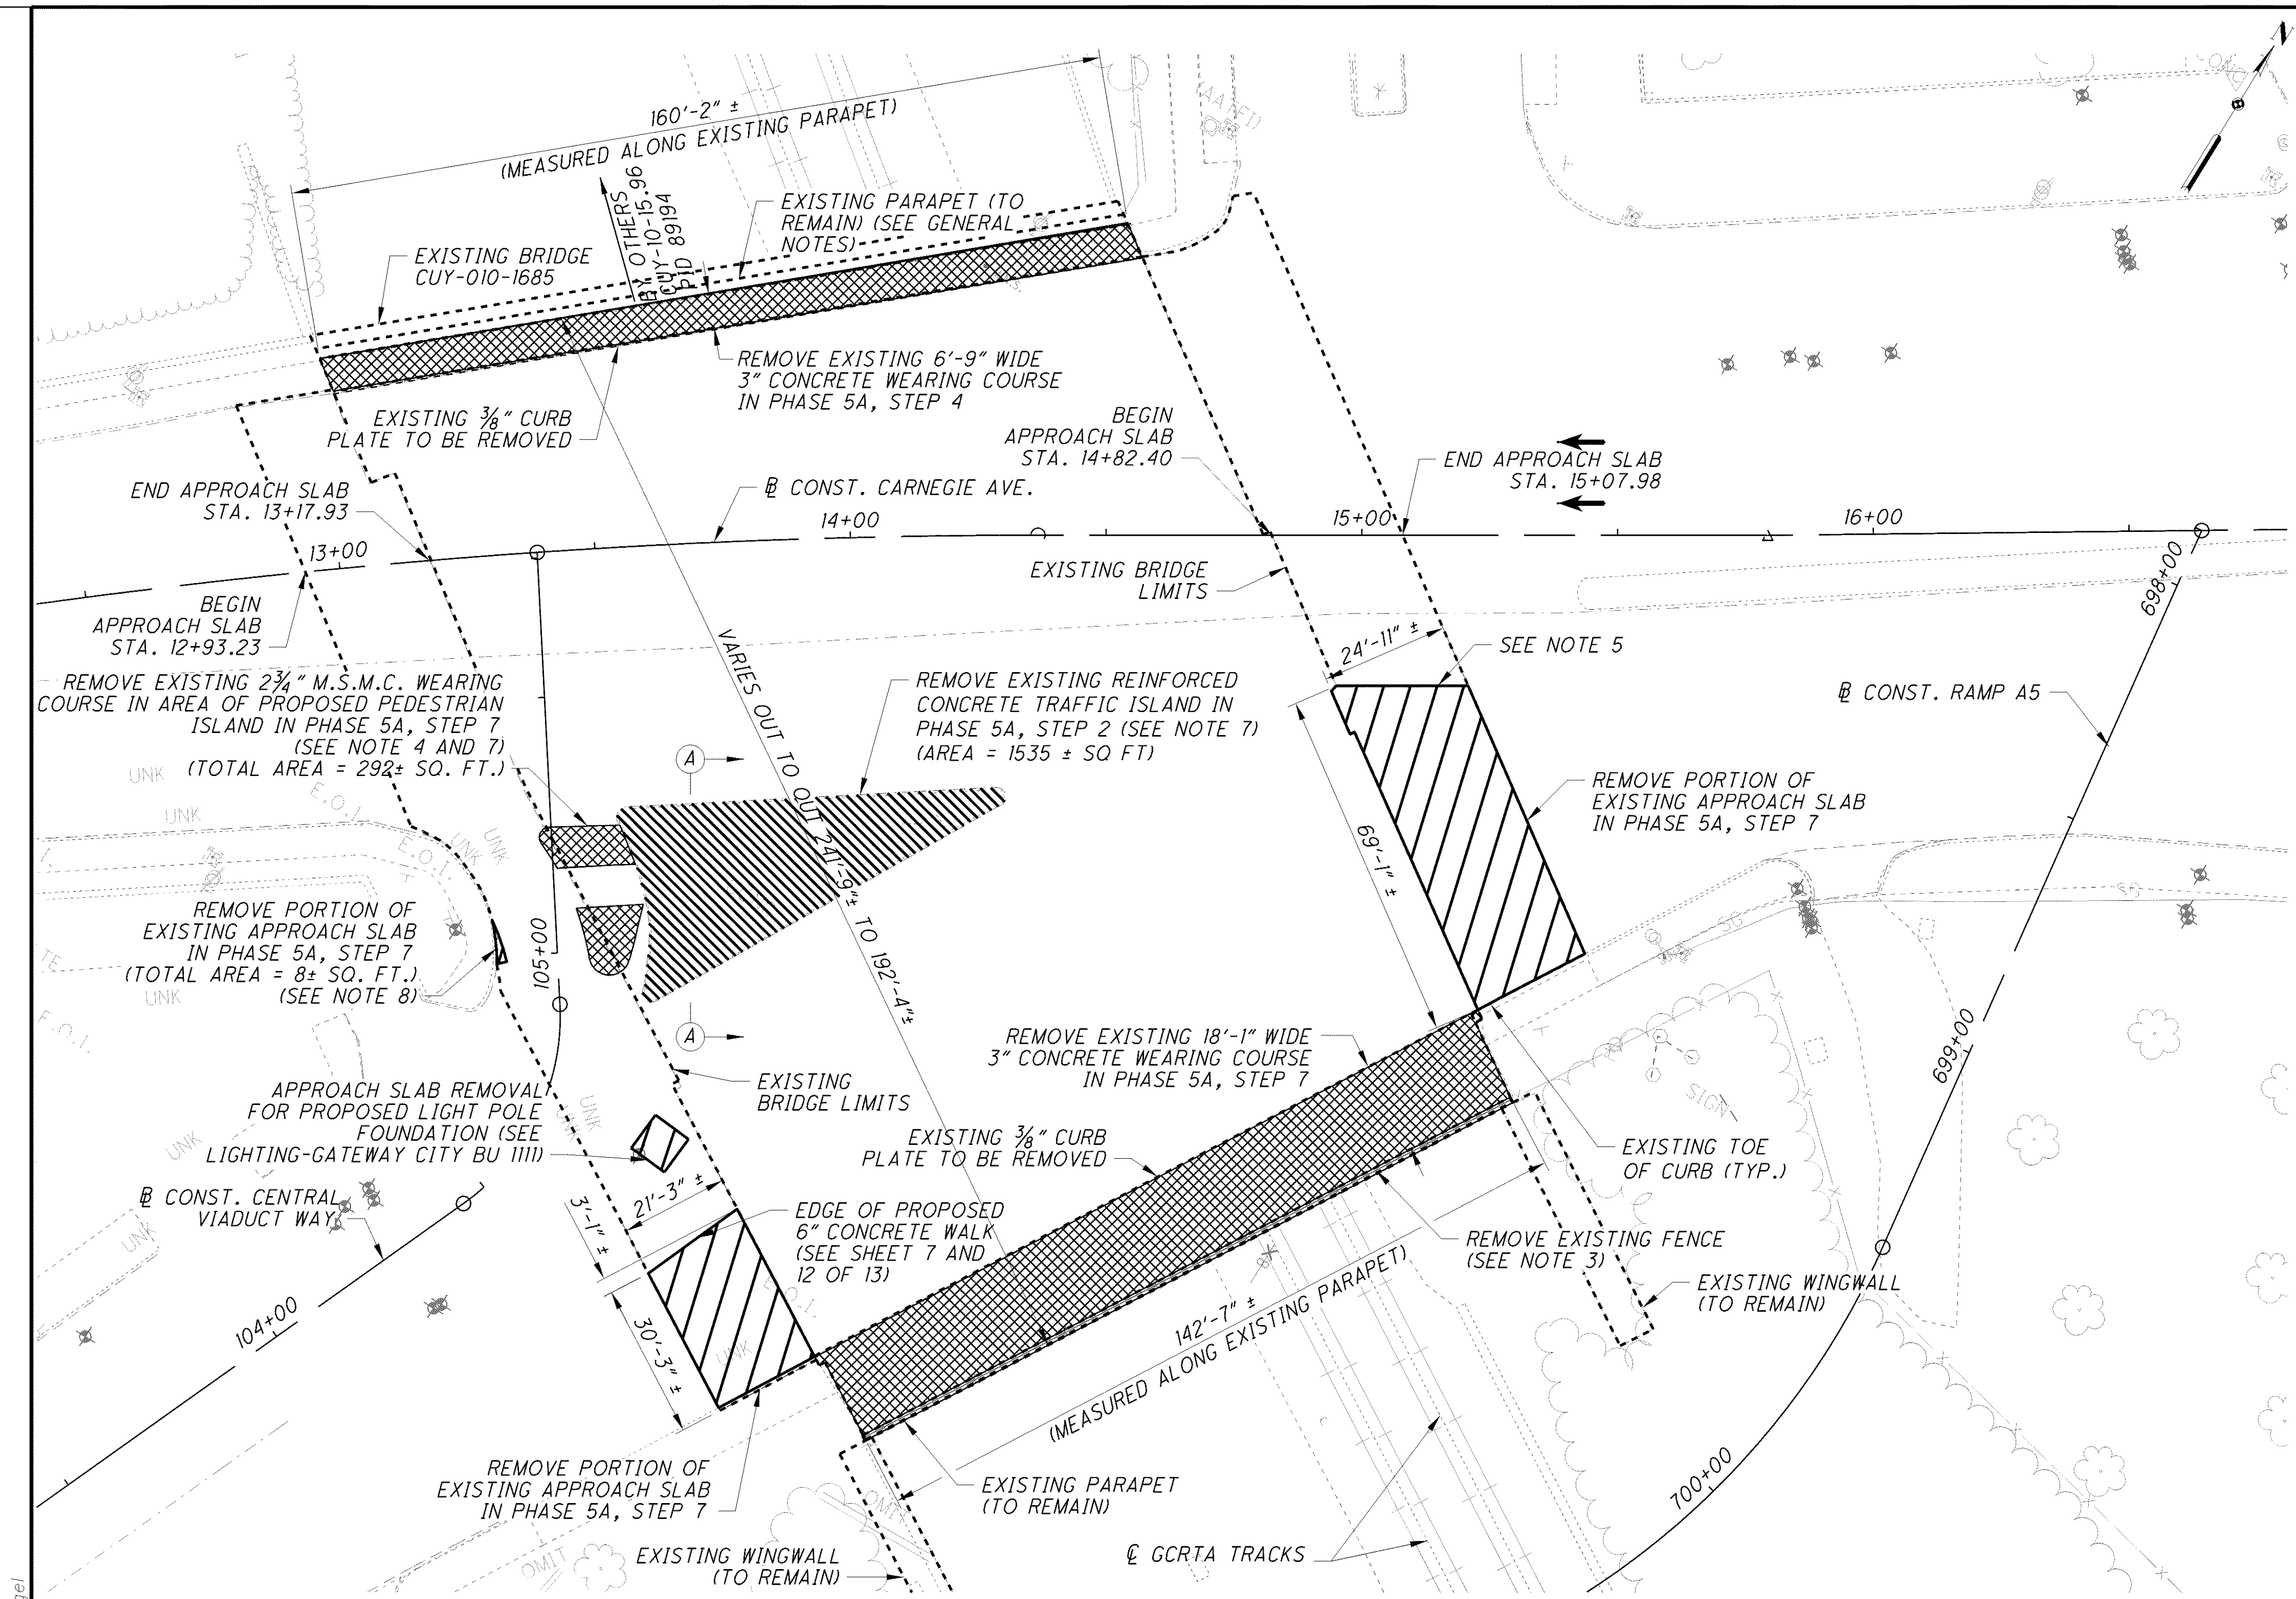 160'-2" ±
(MEASURED ALONG EXISTING PARAPET)
BY OTHERS
CUY-10-15.96
PID 89194
EXISTING PARAPET (TO
REMAIN) (SEE GENERAL
NOTES)
EXISTING BRIDGE
CUY-010-1685
N
REMOVE EXISTING 6'-9" WIDE
3" CONCRETE WEARING COURSE
IN PHASE 5A, STEP 4
EXISTING 3/8" CURB
PLATE TO BE REMOVED
BEGIN
APPROACH SLAB
STA. 14+82.40
END APPROACH SLAB
STA. 15+07.98
END APPROACH SLAB
STA. 13+17.93
℄ CONST. CARNEGIE AVE.
13+00
14+00
15+00
16+00
698+00
EXISTING BRIDGE
LIMITS
BEGIN
APPROACH SLAB
STA. 12+93.23
VARIES OUT TO OUT 241'-9"± TO 192'-4"±
24'-11" ±
SEE NOTE 5
REMOVE EXISTING 2¾" M.S.M.C. WEARING
COURSE IN AREA OF PROPOSED PEDESTRIAN
ISLAND IN PHASE 5A, STEP 7
(SEE NOTE 4 AND 7)
(TOTAL AREA = 292± SQ. FT.)
REMOVE EXISTING REINFORCED
CONCRETE TRAFFIC ISLAND IN
PHASE 5A, STEP 2 (SEE NOTE 7)
(AREA = 1535 ± SQ FT)
℄ CONST. RAMP A5
A
REMOVE PORTION OF
EXISTING APPROACH SLAB
IN PHASE 5A, STEP 7
69'-1" ±
UNK
UNK
E.O.I.
UNK
UNK
E.O.I.
REMOVE PORTION OF
EXISTING APPROACH SLAB
IN PHASE 5A, STEP 7
(TOTAL AREA = 8± SQ. FT.)
(SEE NOTE 8)
UNK
E.O.I.
105+00
SG
SG
A
REMOVE EXISTING 18'-1" WIDE
3" CONCRETE WEARING COURSE
IN PHASE 5A, STEP 7
699+00
EXISTING
BRIDGE LIMITS
SIGN
APPROACH SLAB REMOVAL
FOR PROPOSED LIGHT POLE
FOUNDATION (SEE
LIGHTING-GATEWAY CITY BU 1111)
UNK
UNK
UNK
EXISTING 3/8" CURB
PLATE TO BE REMOVED
EXISTING TOE
OF CURB (TYP.)
℄ CONST. CENTRAL
VIADUCT WAY
UNK
3'-1" ±
21'-3" ±
EDGE OF PROPOSED
6" CONCRETE WALK
(SEE SHEET 7 AND
12 OF 13)
REMOVE EXISTING FENCE
(SEE NOTE 3)
EXISTING WINGWALL
(TO REMAIN)
104+00
30'-3" ±
UNK
142'-7" ±
(MEASURED ALONG EXISTING PARAPET)
REMOVE PORTION OF
EXISTING APPROACH SLAB
IN PHASE 5A, STEP 7
EXISTING PARAPET
(TO REMAIN)
700+00
OMIT
OMIT
EXISTING WINGWALL
(TO REMAIN)
℄ GCRTA TRACKS